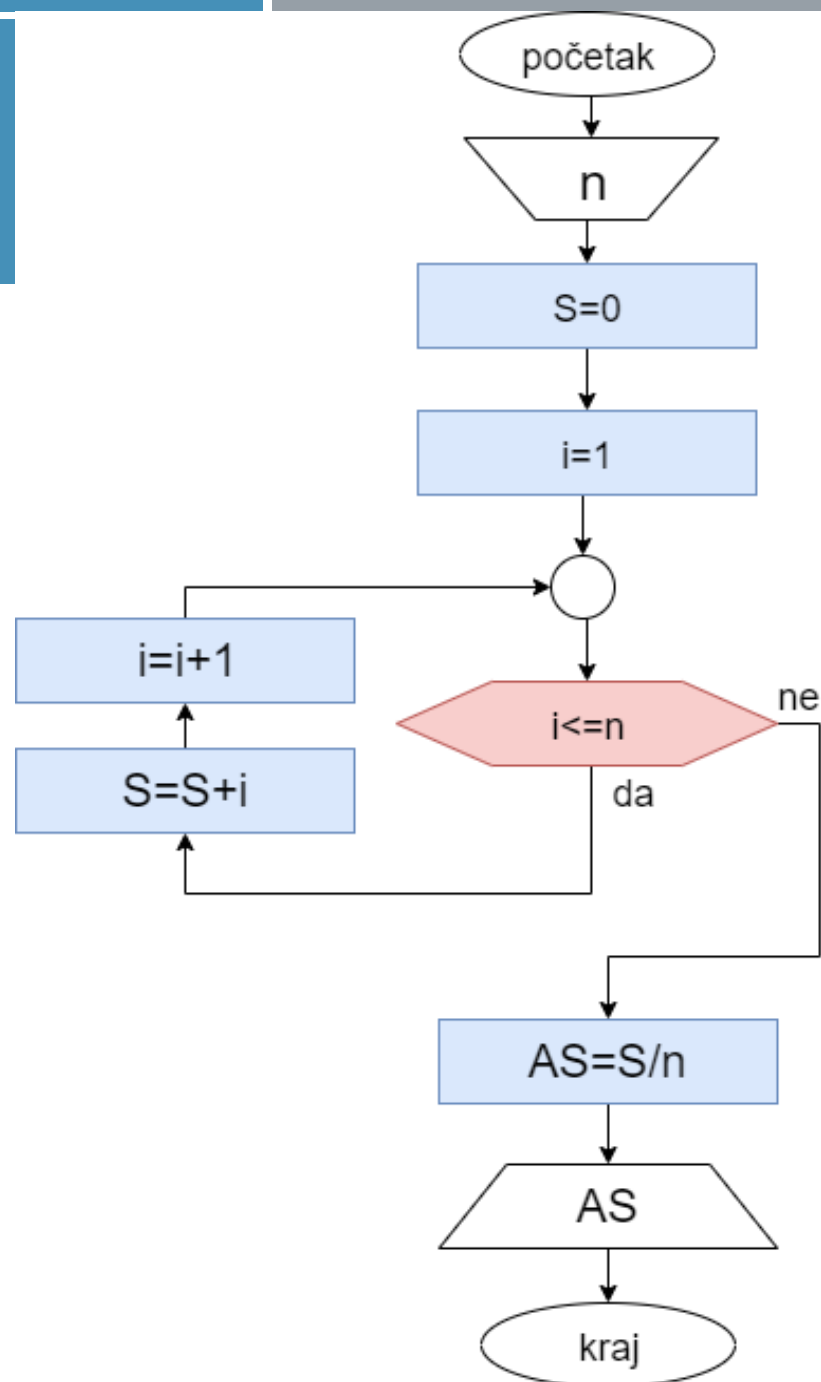 početak
n
S=0
i=1
i<=n
ne
da
S=S+i
i=i+1
AS=S/n
AS
kraj